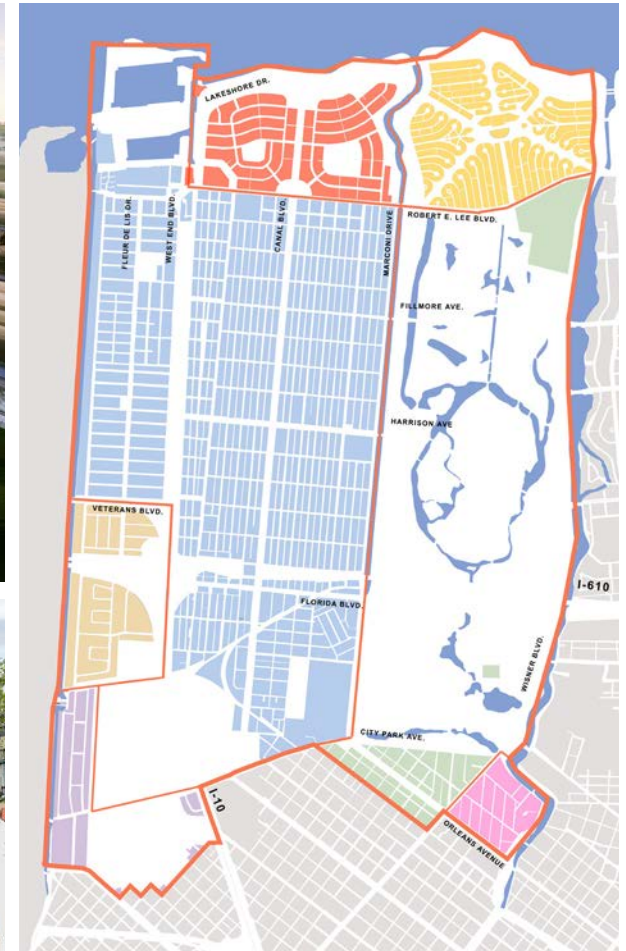 LAKESHORE DR.
FLEUR DE LIS DR.
WEST END BLVD.
CANAL BLVD.
MARCONI DRIVE
ROBERT E. LEE BLVD.
FILLMORE AVE.
HARRISON AVE
VETERANS BLVD.
I-610
FLORIDA BLVD.
WISNER BLVD.
CITY PARK AVE.
I-10
ORLEANS AVENUE